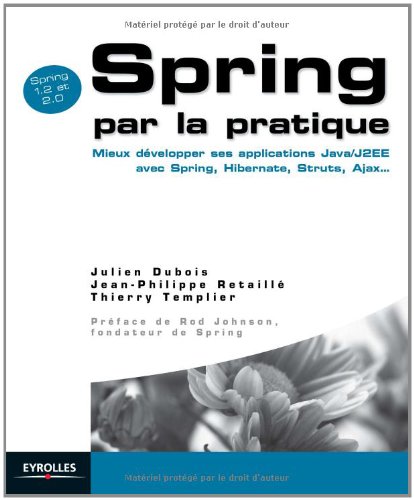 Matériel protégé par le droit d'auteur
Spring
1.2 et
2.0
Spring
par la pratique
Mieux développer ses applications Java/J2EE
avec Spring, Hibernate, Struts, Ajax...
Julien Dubois
Jean-Philippe Retaillé
Thierry Templier
Préface de Rod Johnson,
fondateur de Spring
EYROLLES
Matériel protégé par le droit d'auteur